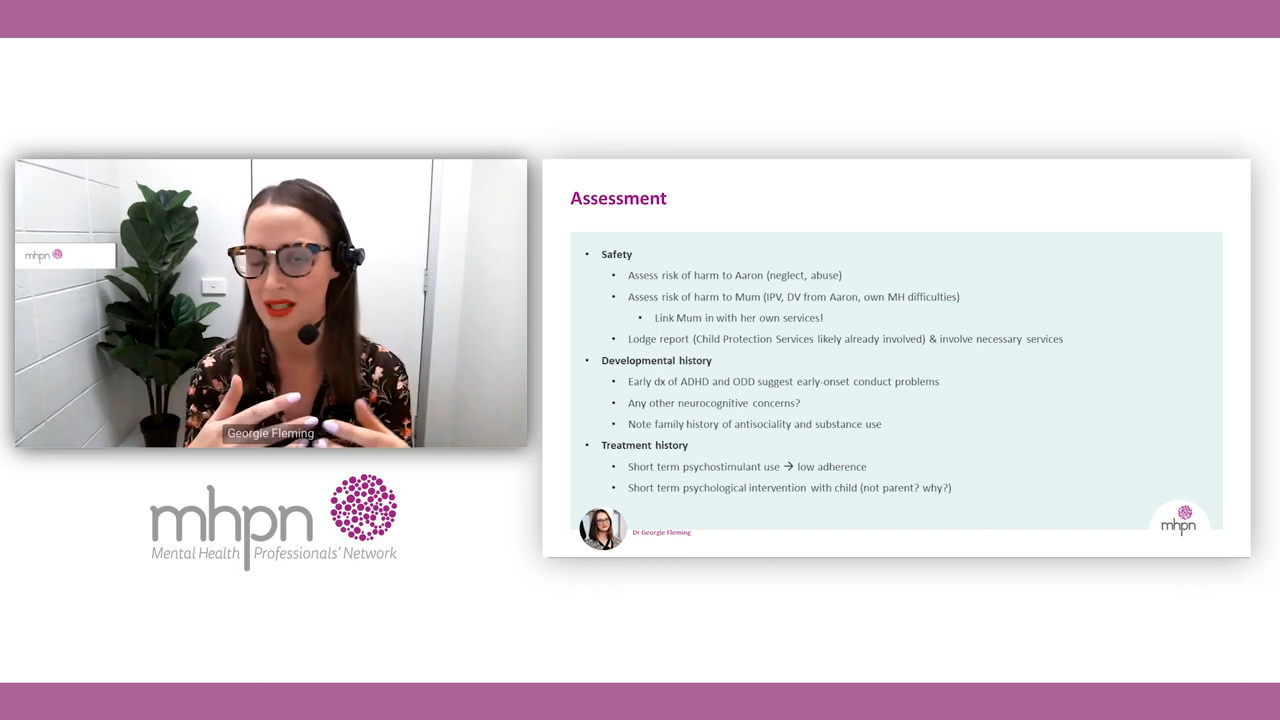 mhpn
Georgie Fleming
mhpn
Mental Health Professionals' Network
Assessment
• Safety
• Assess risk of harm to Aaron (neglect, abuse)
• Assess risk of harm to Mum (IPV, DV from Aaron, own MH difficulties)
• Link Mum in with her own services!
• Lodge report (Child Protection Services likely already involved) & involve necessary services
• Developmental history
• Early dx of ADHD and ODD suggest early-onset conduct problems
• Any other neurocognitive concerns?
• Note family history of antisociality and substance use
• Treatment history
• Short term psychostimulant use → low adherence
• Short term psychological intervention with child (not parent? why?)
Dr Georgie Fleming
mhpn